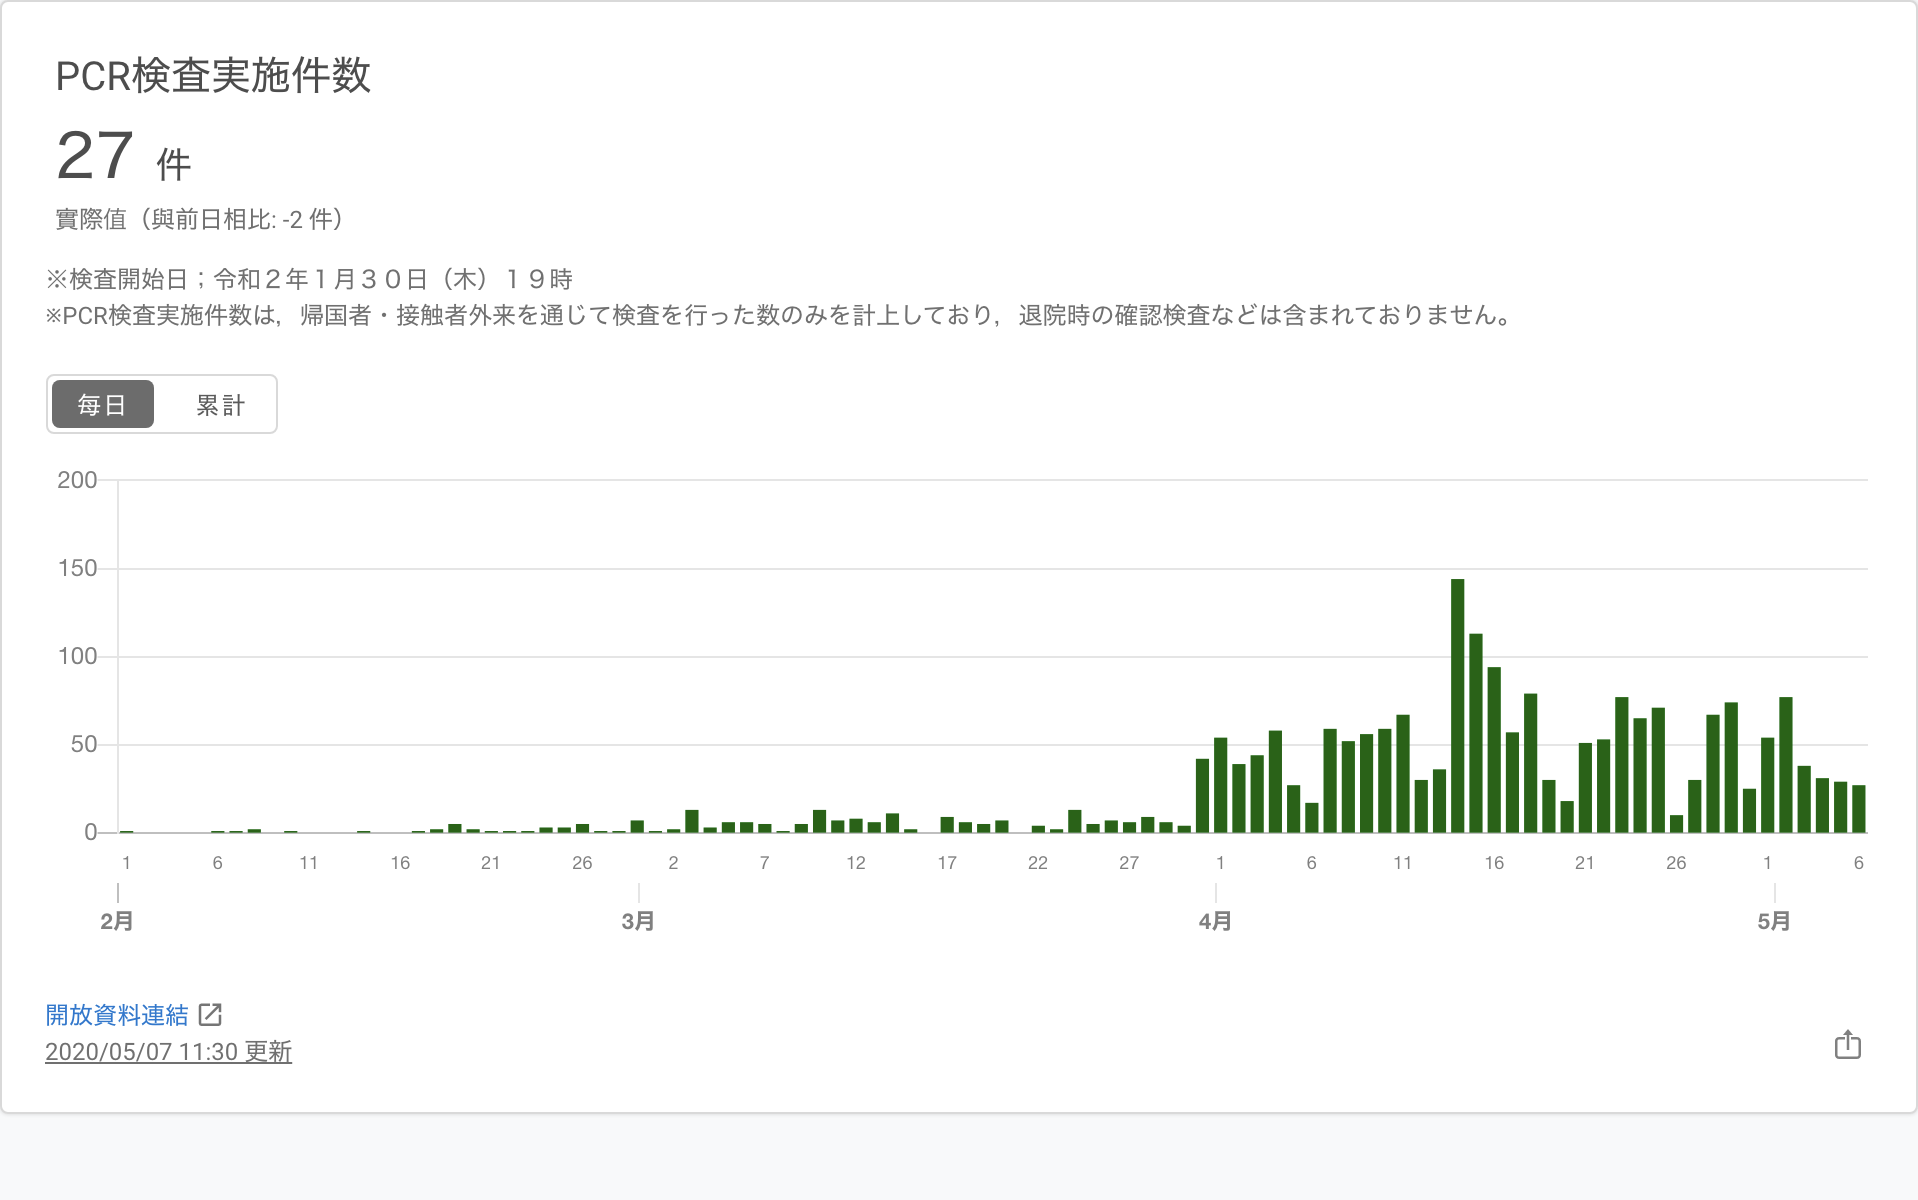 PCR検査実施件数
27 件
實際值（與前日相比: -2 件）
※検査開始日；令和２年１月３０日（木）１９時
※PCR検査実施件数は，帰国者・接触者外来を通じて検査を行った数のみを計上しており，退院時の確認検査などは含まれておりません。
每日 累計
200
150
100
50
0
1 6 11 16 21 26 2 7 12 17 22 27 1 6 11 16 21 26 1 6
2月 3月 4月 5月
開放資料連結
2020/05/07 11:30 更新